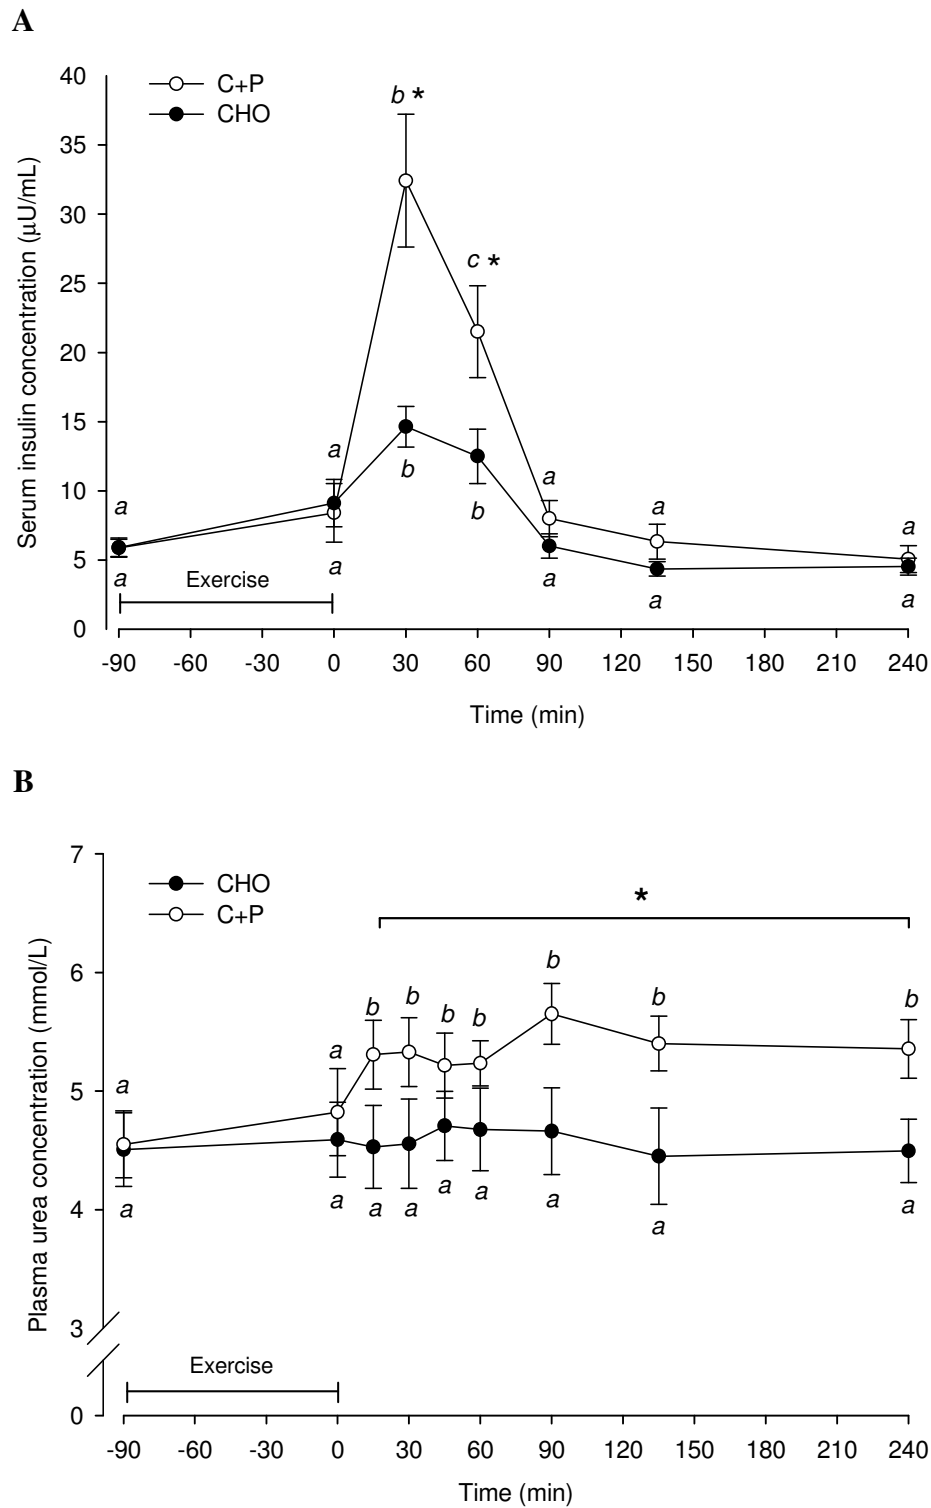 A
C+P
CHO
40
35
30
25
20
15
10
5
0
Serum insulin concentration (µU/mL)
b *
c *
a
a
a
a
a
a
b
b
a
a
a
a
Exercise
-90 -60 -30 0 30 60 90 120 150 180 210 240
Time (min)
B
CHO
C+P
7
6
5
4
3
0
Plasma urea concentration (mmol/L)
*
a a b b b b b b b
a a a a a a a a a
Exercise
-90 -60 -30 0 30 60 90 120 150 180 210 240
Time (min)